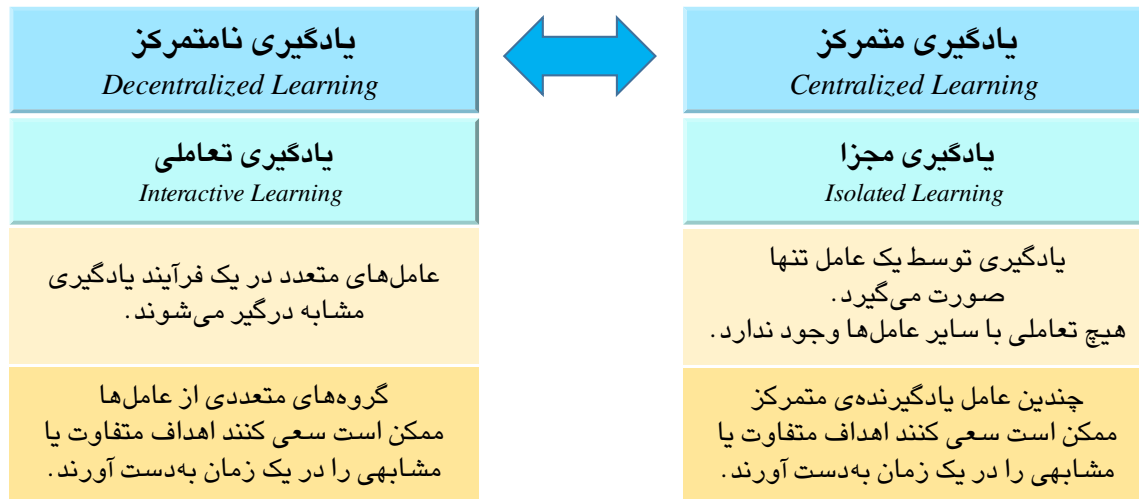 یادگیری متمرکز
Centralized Learning
یادگیری مجزا
Isolated Learning
یادگیری توسط یک عامل تنها
صورت می‌گیرد.
هیچ تعاملی با سایر عامل‌ها وجود ندارد.
چندین عامل یادگیرنده‌ی متمرکز
ممکن است سعی کنند اهداف متفاوت یا
مشابهی را در یک زمان به‌دست آورند.
یادگیری نامتمرکز
Decentralized Learning
یادگیری تعاملی
Interactive Learning
عامل‌های متعدد در یک فرآیند یادگیری
مشابه درگیر می‌شوند.
گروه‌های متعددی از عامل‌ها
ممکن است سعی کنند اهداف متفاوت یا
مشابهی را در یک زمان به‌دست آورند.